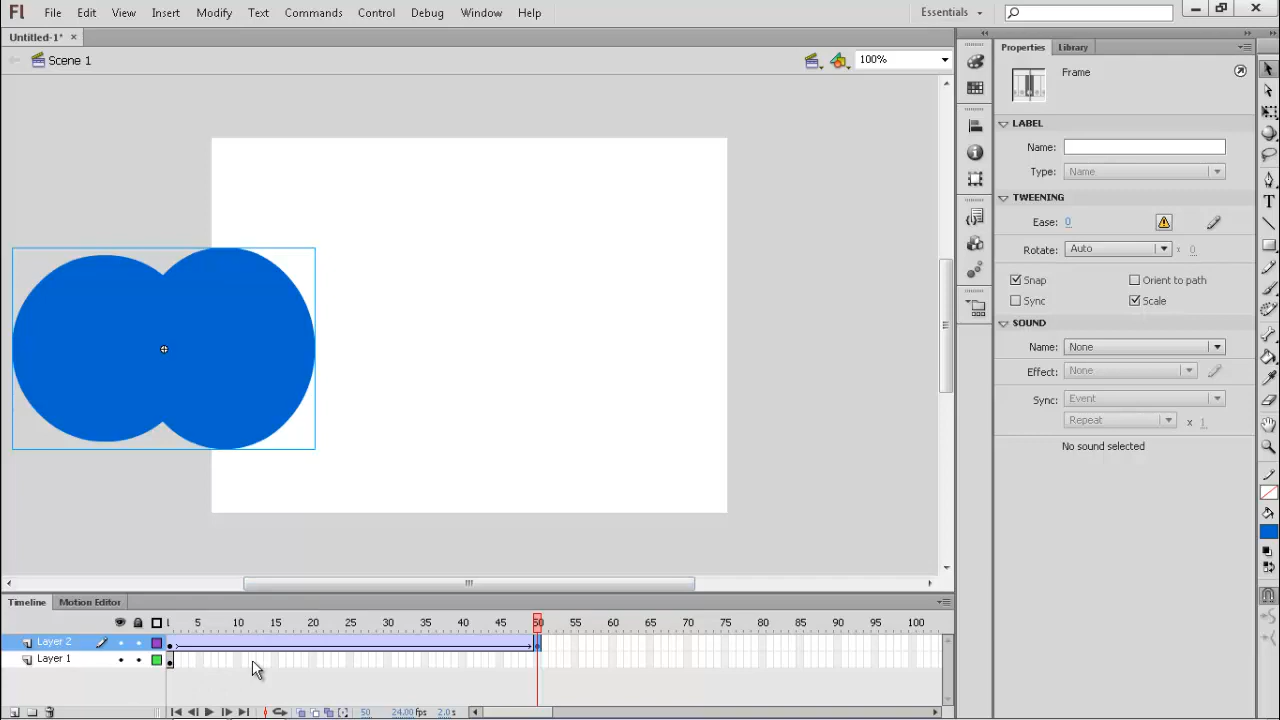 Fl File Edit View Insert Modify Text Commands Control Debug Window Help Essentials
Untitled-1*
Scene 1 100%
Properties Library
Frame
LABEL
Name:
Type: Name
TWEENING
Ease: 0
Rotate: Auto x 0
Snap Orient to path
Sync Scale
SOUND
Name: None
Effect: None
Sync: Event
Repeat x 1
No sound selected
Timeline Motion Editor
5 10 15 20 25 30 35 40 45 50 55 60 65 70 75 80 85 90 95 100
Layer 2
Layer 1
50 24.00 fps 2.0 s